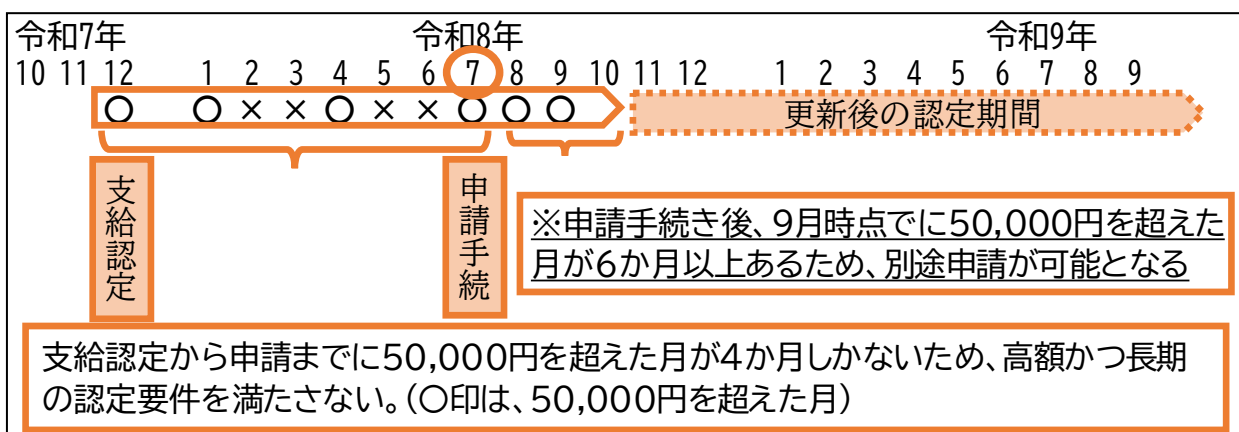 令和7年 令和8年 令和9年
10 11 12 1 2 3 4 5 6 7 8 9 10 11 12 1 2 3 4 5 6 7 8 9
〇 〇 × × 〇 × × 〇 〇 〇 更新後の認定期間
支給認定
申請手続
※申請手続き後、9月時点でに50,000円を超えた
月が6か月以上あるため、別途申請が可能となる
支給認定から申請までに50,000円を超えた月が4か月しかないため、高額かつ長期
の認定要件を満たさない。(〇印は、50,000円を超えた月)